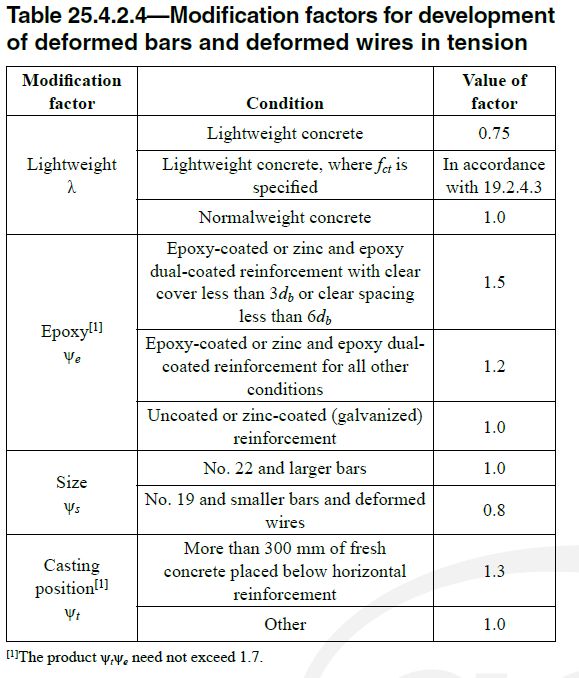 Table 25.4.2.4—Modification factors for development
of deformed bars and deformed wires in tension
Modification
factor
Condition
Value of
factor
Lightweight
λ
Lightweight concrete
0.75
Lightweight concrete, where fct is
specified
In accordance
with 19.2.4.3
Normalweight concrete
1.0
Epoxy[1]
ψe
Epoxy-coated or zinc and epoxy
dual-coated reinforcement with clear
cover less than 3db or clear spacing
less than 6db
1.5
Epoxy-coated or zinc and epoxy dual-
coated reinforcement for all other
conditions
1.2
Uncoated or zinc-coated (galvanized)
reinforcement
1.0
Size
ψs
No. 22 and larger bars
1.0
No. 19 and smaller bars and deformed
wires
0.8
Casting
position[1]
ψt
More than 300 mm of fresh
concrete placed below horizontal
reinforcement
1.3
Other
1.0
[1]The product ψtψe need not exceed 1.7.